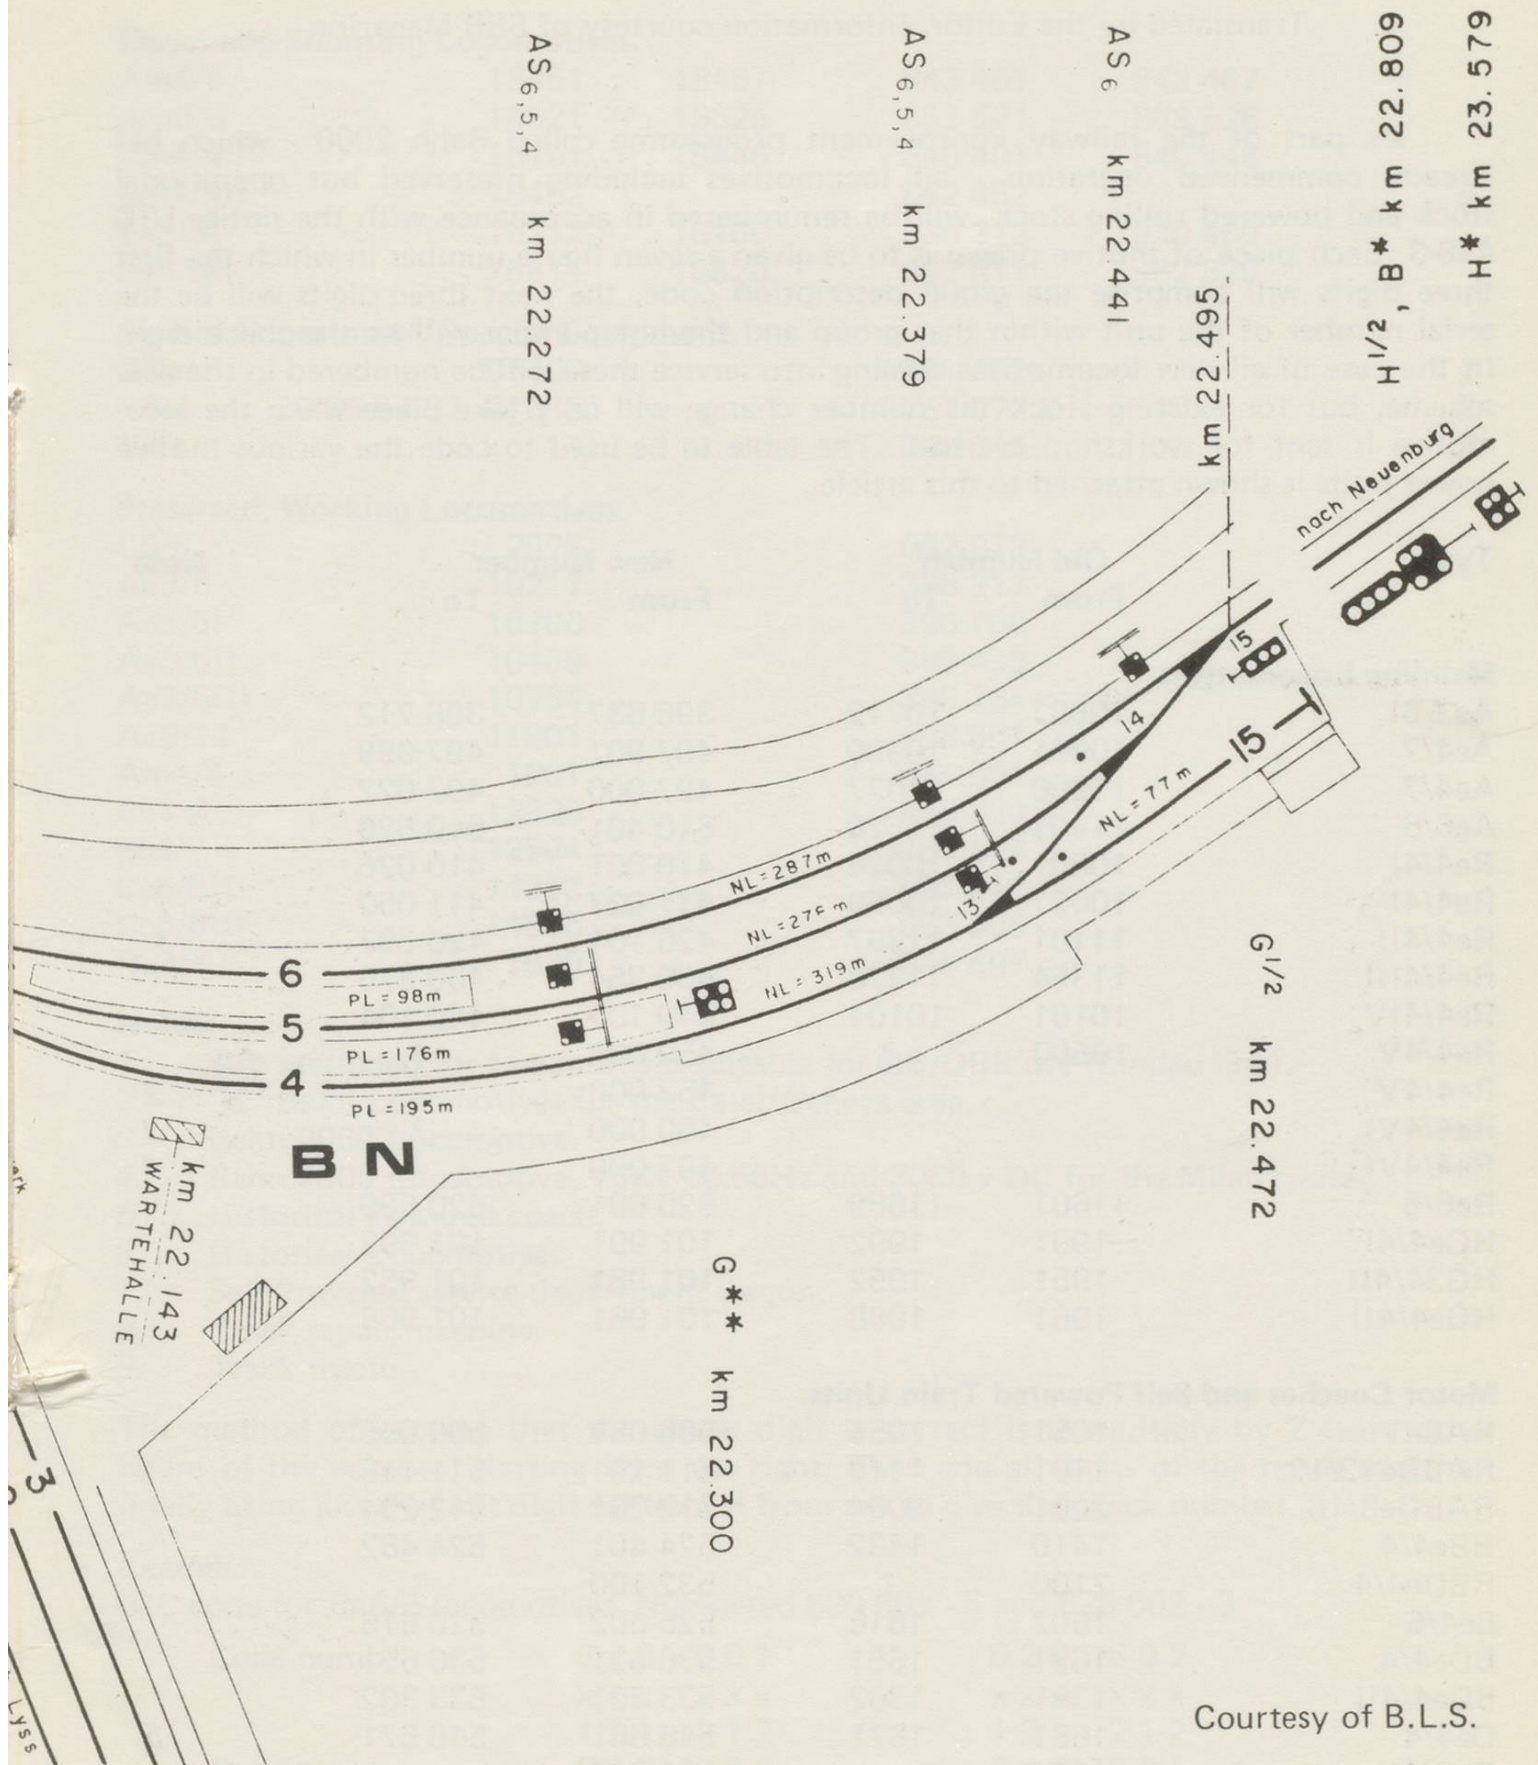 AS6,5,4 km 22.272
AS6,5,4 km 22.379
AS6 km 22.441
km 22.495
H1/2, B* km 22.809
H* km 23.579
nach Neuenburg
15
14
15
NL=77m
NL=287m
NL=276m
13
NL=319m
6
PL=98m
5
PL=176m
4
PL=195m
BN
km 22.143
WARTEHALLE
G1/2 km 22.472
G** km 22.300
3
Lyss
Courtesy of B.L.S.